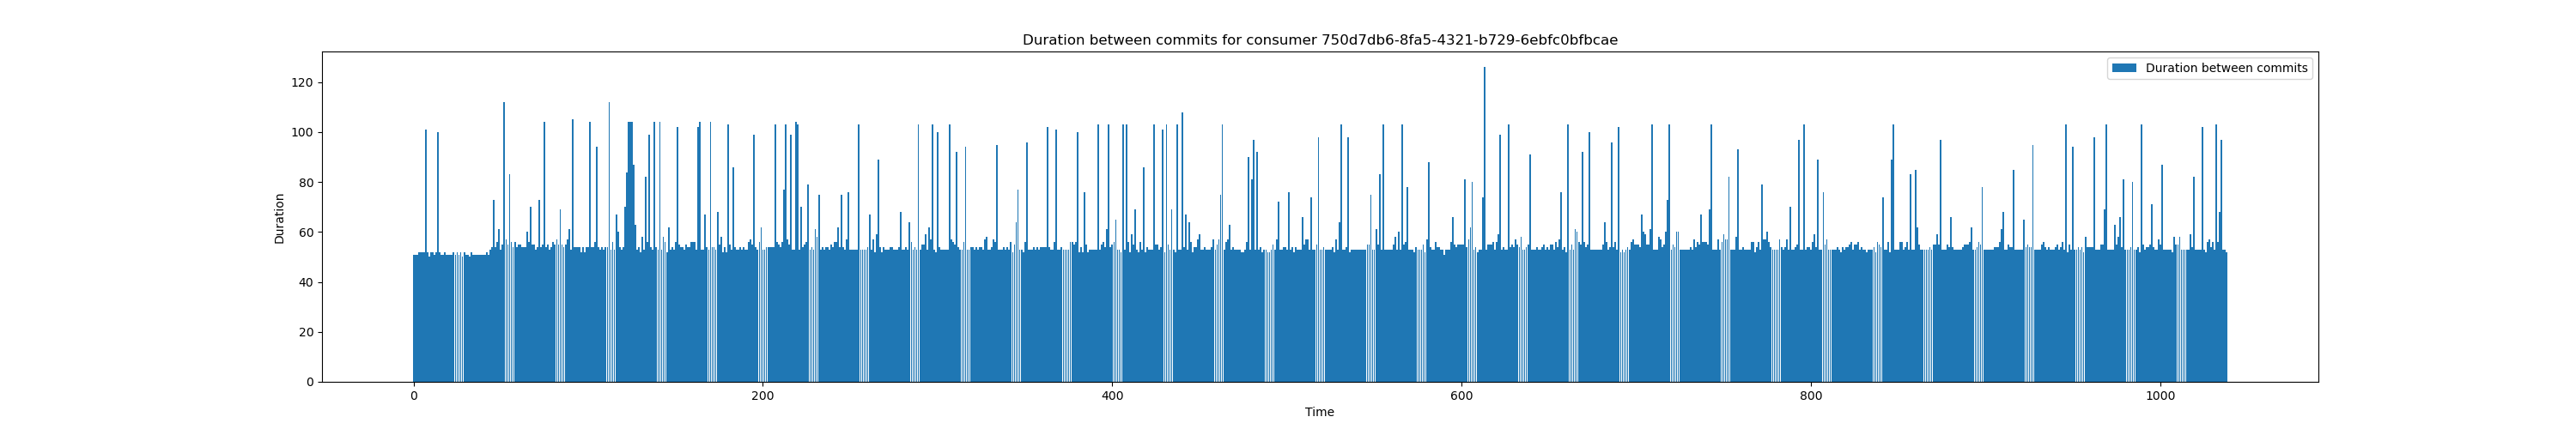 Duration between commits for consumer 750d7db6-8fa5-4321-b729-6ebfc0bfbcae
Duration between commits
120
100
80
60
40
20
0
Duration
0 200 400 600 800 1000
Time